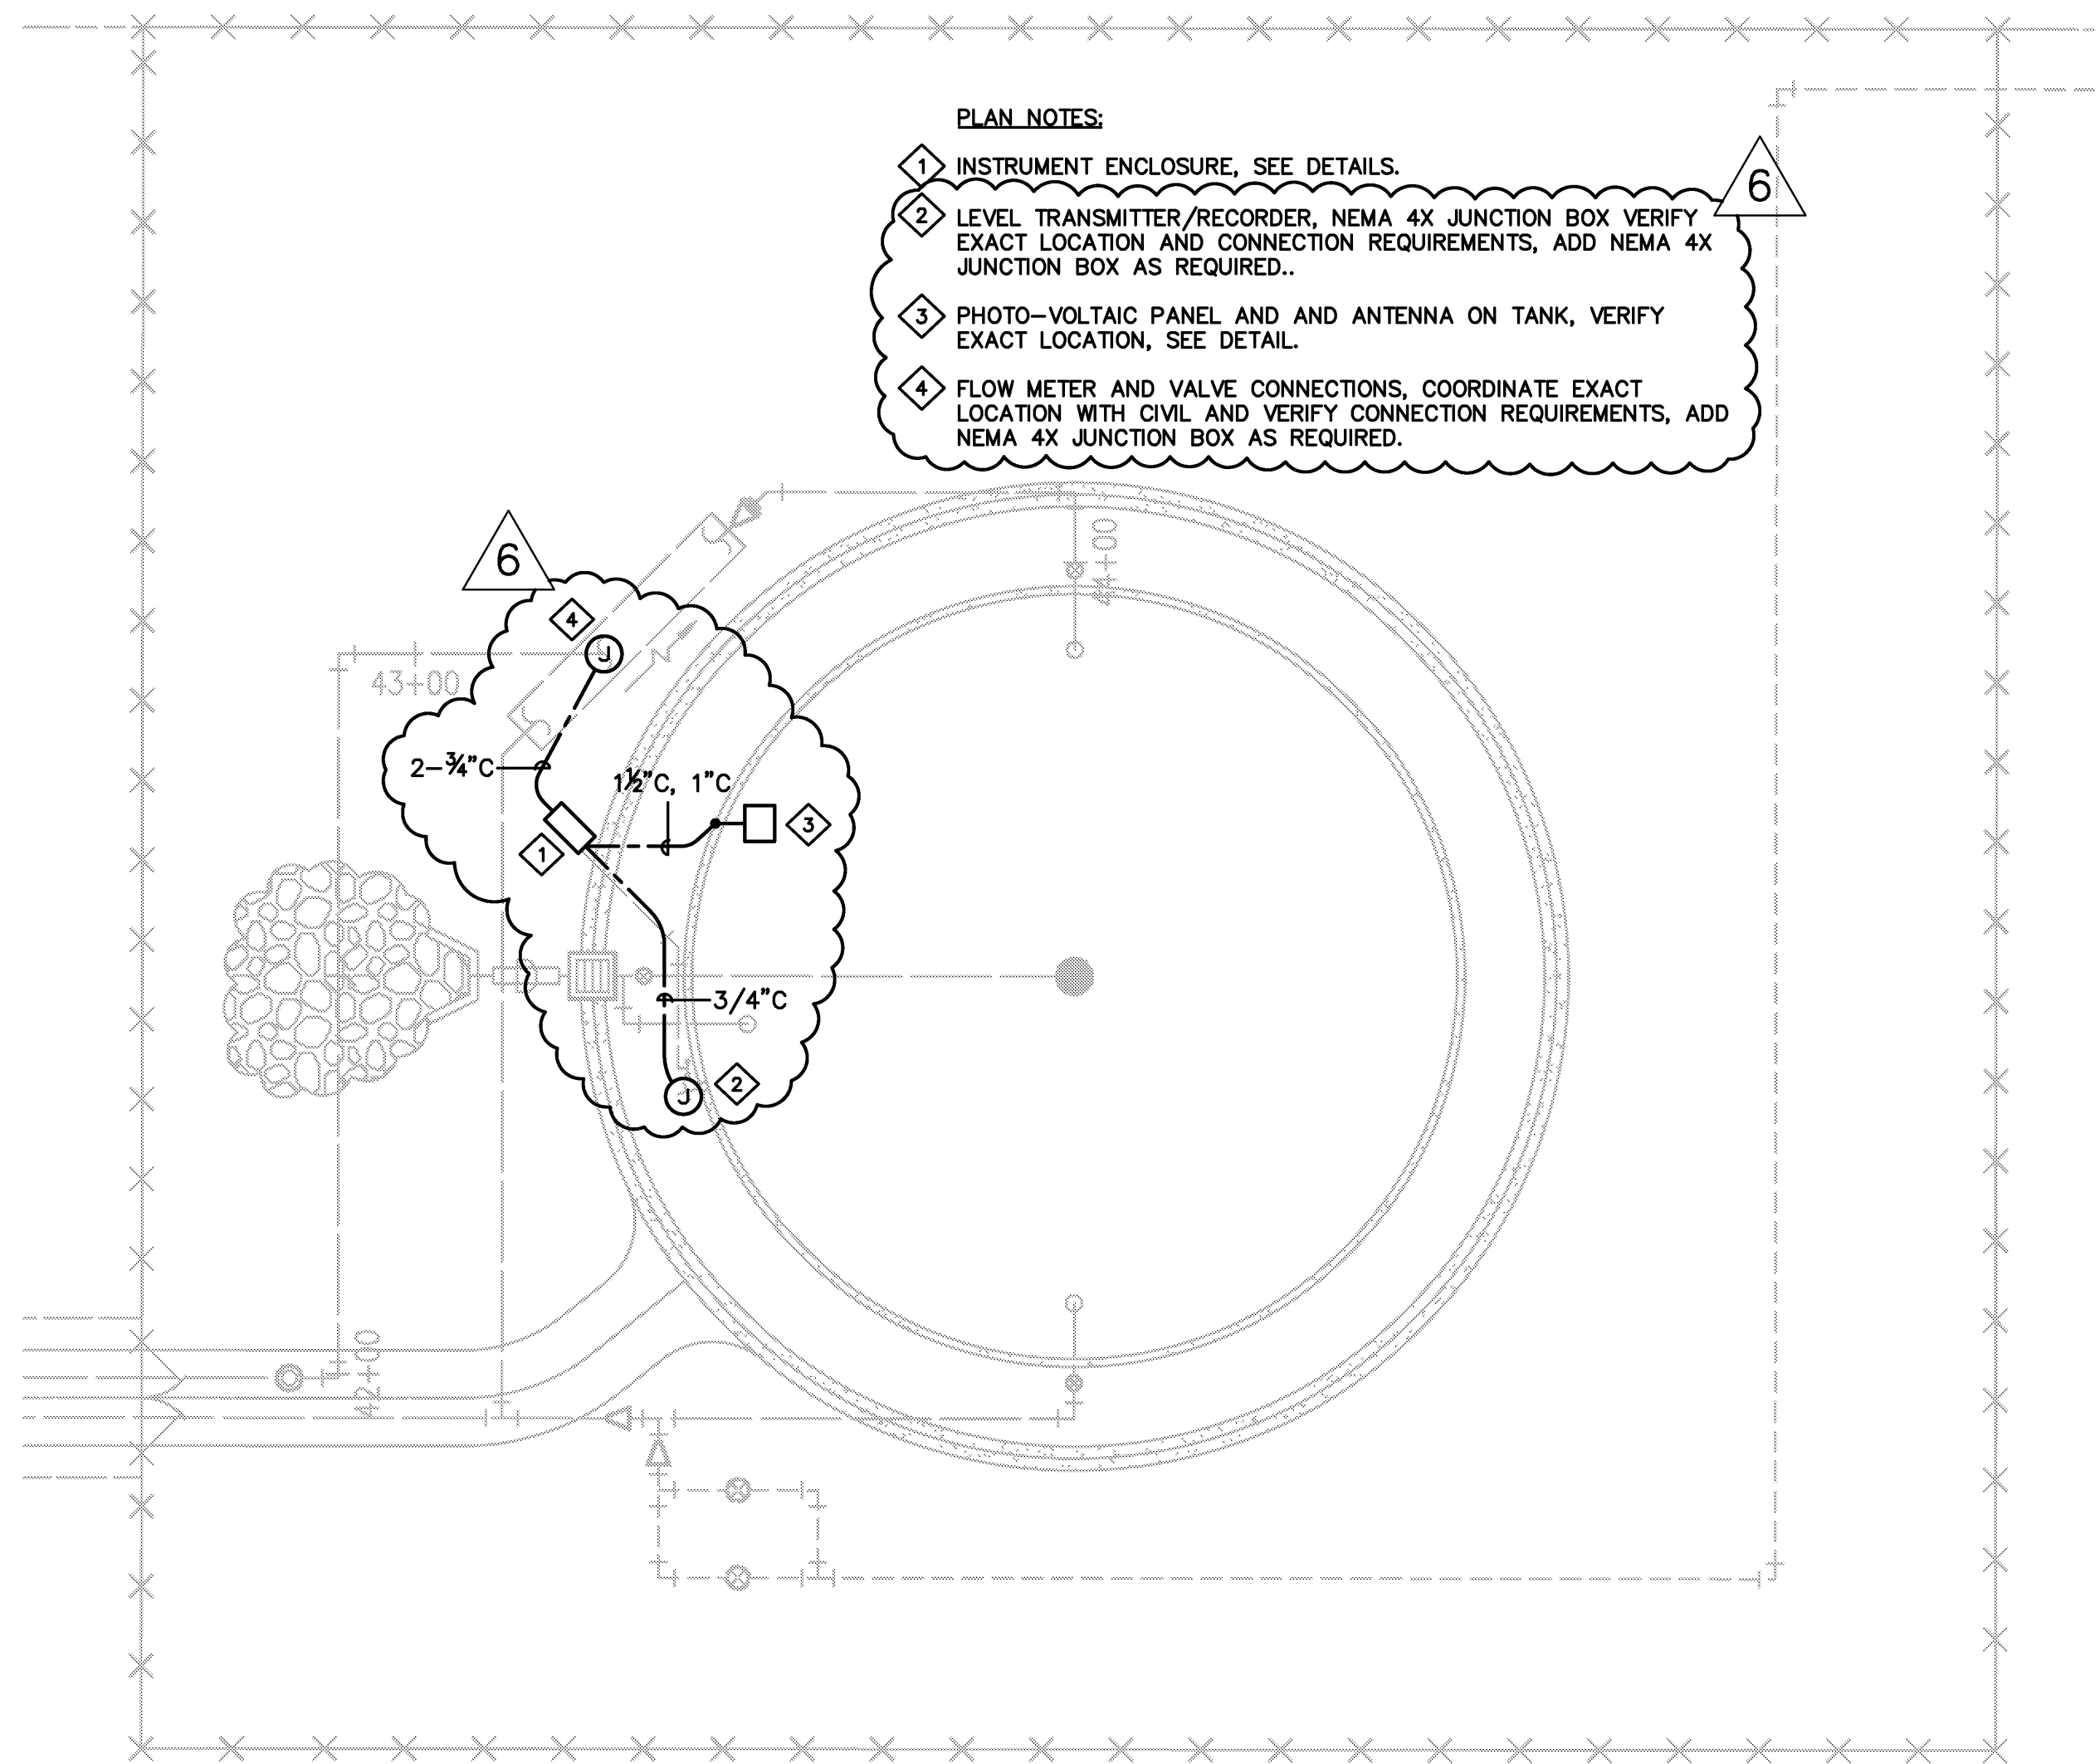 PLAN NOTES:
1 INSTRUMENT ENCLOSURE, SEE DETAILS.
6
2 LEVEL TRANSMITTER/RECORDER, NEMA 4X JUNCTION BOX VERIFY
EXACT LOCATION AND CONNECTION REQUIREMENTS, ADD NEMA 4X
JUNCTION BOX AS REQUIRED..
3 PHOTO-VOLTAIC PANEL AND AND ANTENNA ON TANK, VERIFY
EXACT LOCATION, SEE DETAIL.
4 FLOW METER AND VALVE CONNECTIONS, COORDINATE EXACT
LOCATION WITH CIVIL AND VERIFY CONNECTION REQUIREMENTS, ADD
NEMA 4X JUNCTION BOX AS REQUIRED.
44+00
6
4
J
43+00
2-¾"C
1½"C, 1"C
3
1
3/4"C
2
J
42+00